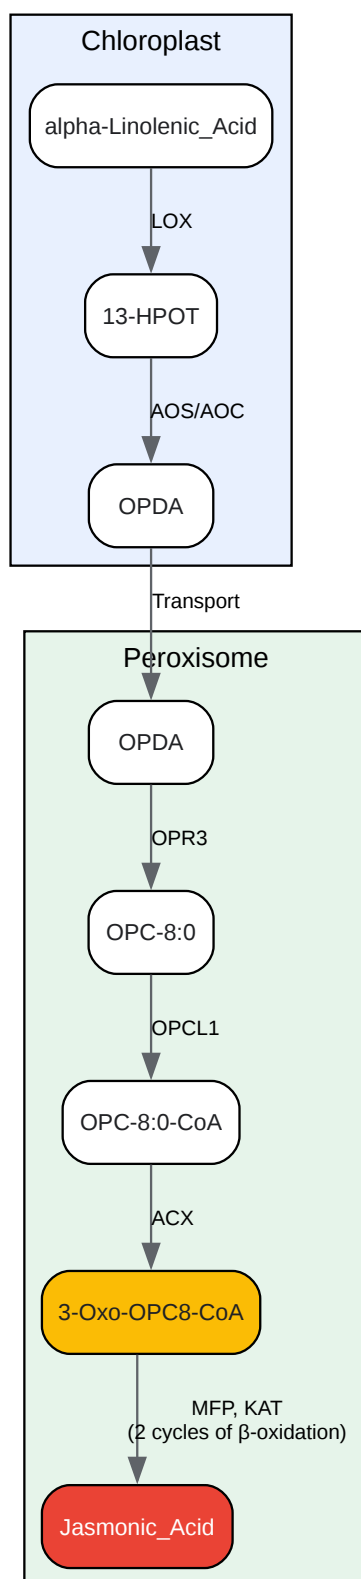 Chloroplast
alpha-Linolenic_Acid
LOX
13-HPOT
AOS/AOC
OPDA
Transport
Peroxisome
OPDA
OPR3
OPC-8:0
OPCL1
OPC-8:0-CoA
ACX
3-Oxo-OPC8-CoA
MFP, KAT
(2 cycles of β-oxidation)
Jasmonic_Acid